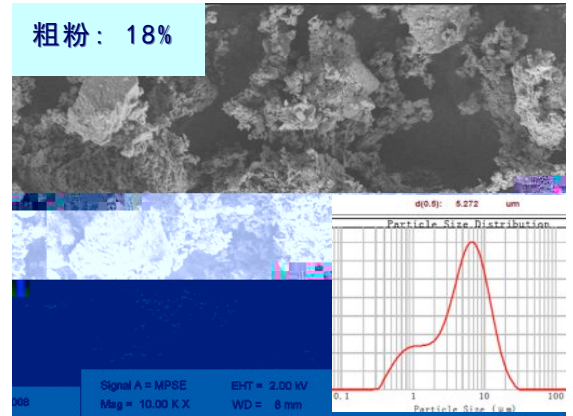 粗粉: 18%
d(0.5): 5.272 um
Particle Size Distribution
0.1 1 10 100
Particle Size (μm)
Signal A = MPSE EHT = 2.00 kV
Mag = 10.00 K X WD = 8 mm